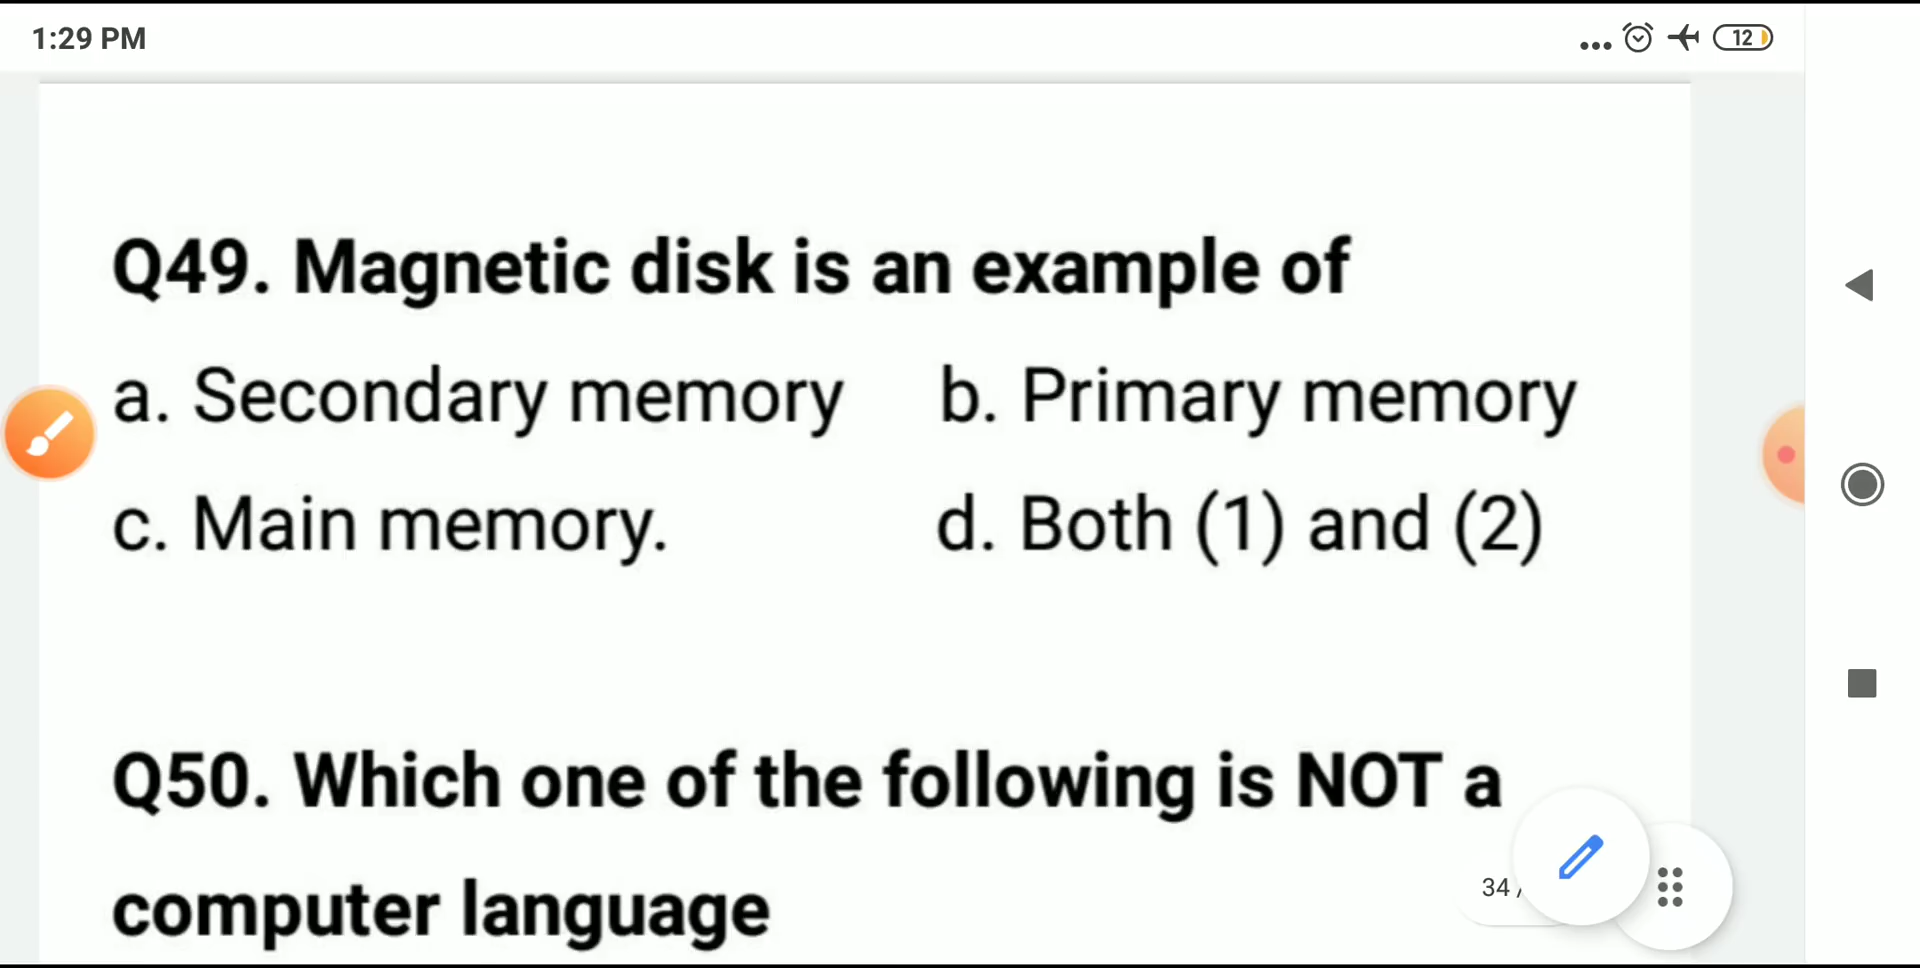 1:29 PM
12
Q49. Magnetic disk is an example of
a. Secondary memory b. Primary memory
c. Main memory. d. Both (1) and (2)
Q50. Which one of the following is NOT a
computer language
34 /